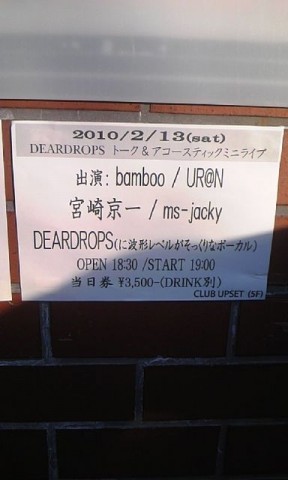 2010/2/13(sat)
DEARDROPS トーク＆アコースティックミニライブ
出演: bamboo / UR@N
宮崎京一 / ms-jacky
DEARDROPS(に波形レベルがそっくりなボーカル)
OPEN 18:30 /START 19:00
当日券 ¥3,500-(DRINK別)
CLUB UPSET (5F)